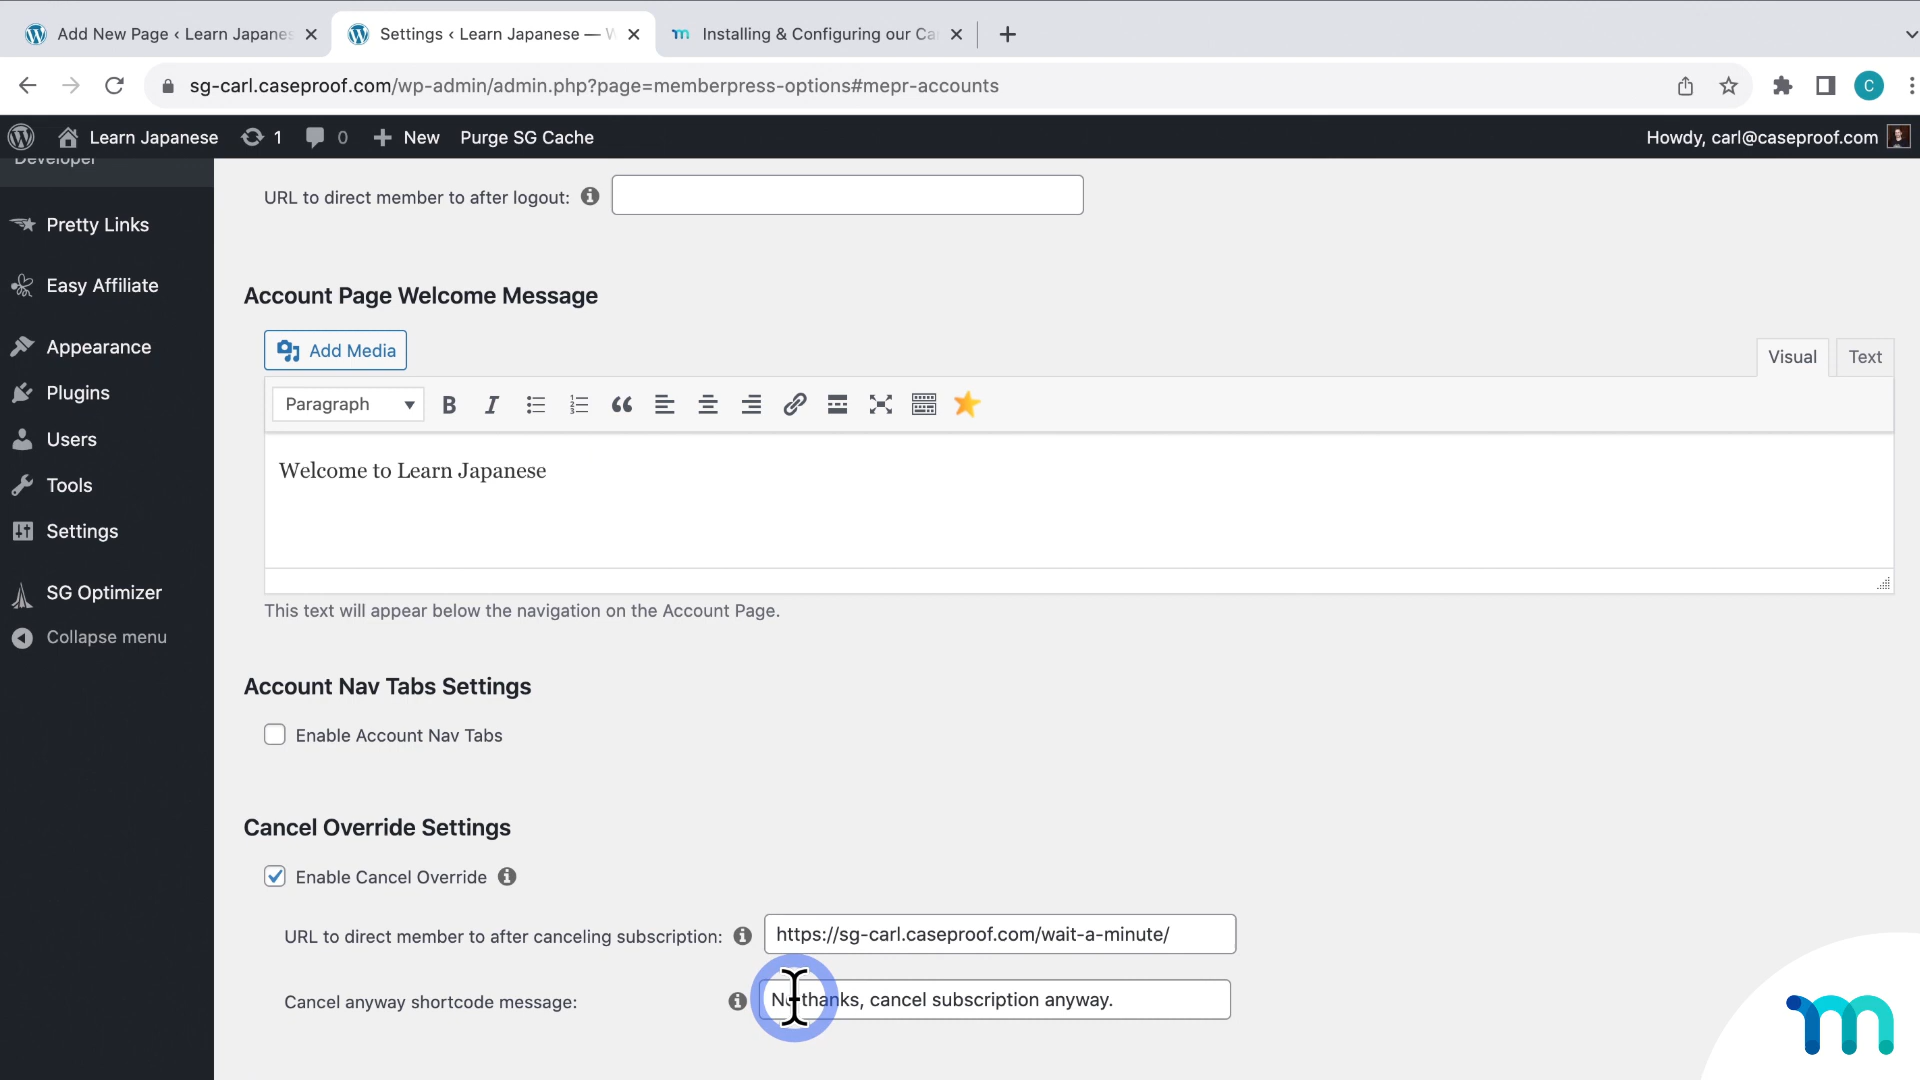 Add New Page ‹ Learn Japanes
Settings ‹ Learn Japanese — W
Installing & Configuring our Ca
sg-carl.caseproof.com/wp-admin/admin.php?page=memberpress-options#mepr-accounts
C
Learn Japanese
1
0
New
Purge SG Cache
Howdy, carl@caseproof.com
Developer
Pretty Links
Easy Affiliate
Appearance
Plugins
Users
Tools
Settings
SG Optimizer
Collapse menu
URL to direct member to after logout:
Account Page Welcome Message
Add Media
Visual
Text
Paragraph
Welcome to Learn Japanese
This text will appear below the navigation on the Account Page.
Account Nav Tabs Settings
Enable Account Nav Tabs
Cancel Override Settings
Enable Cancel Override
URL to direct member to after canceling subscription:
https://sg-carl.caseproof.com/wait-a-minute/
Cancel anyway shortcode message:
No thanks, cancel subscription anyway.
m